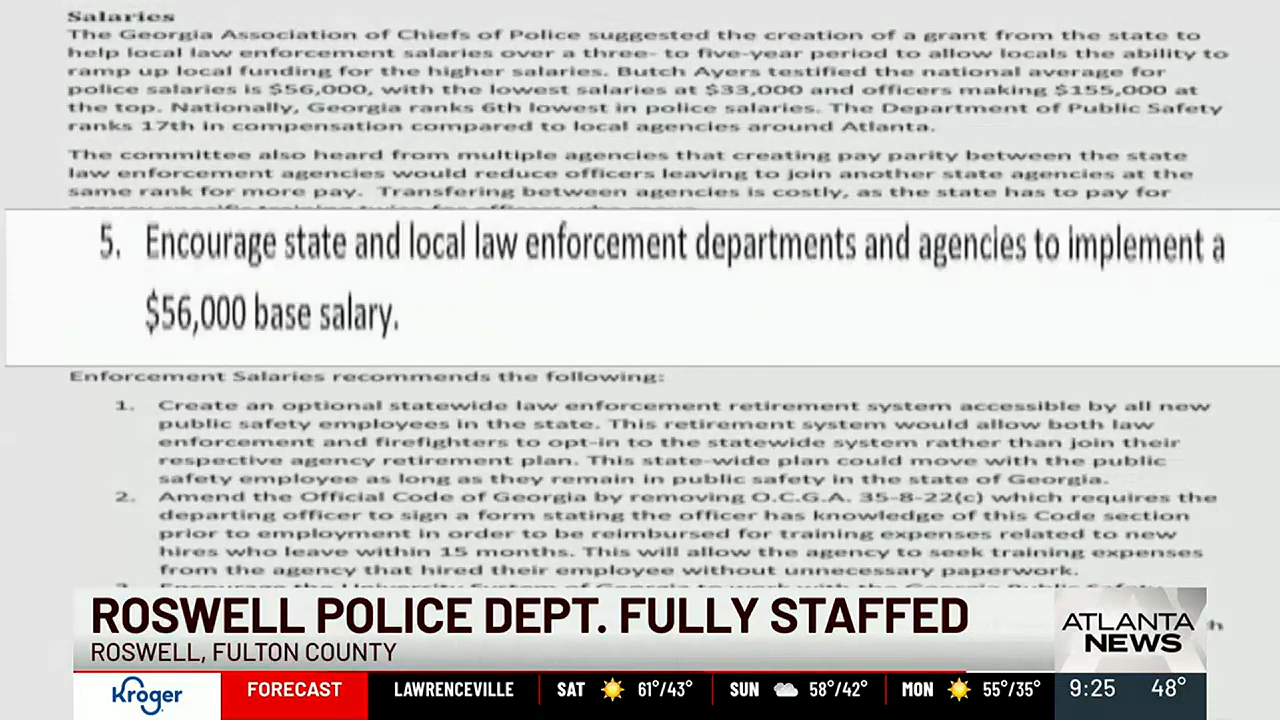 Salaries
The Georgia Association of Chiefs of Police suggested the creation of a grant from the state to
help local law enforcement salaries over a three- to five-year period to allow locals the ability to
ramp up local funding for the higher salaries. Butch Ayers testified the national average for
police salaries is $56,000, with the lowest salaries at $33,000 and officers making $155,000 at
the top. Nationally, Georgia ranks 6th lowest in police salaries. The Department of Public Safety
ranks 17th in compensation compared to local agencies around Atlanta.
The committee also heard from multiple agencies that creating pay parity between the state
law enforcement agencies would reduce officers leaving to join another state agencies at the
same rank for more pay. Transfering between agencies is costly, as the state has to pay for
5. Encourage state and local law enforcement departments and agencies to implement a
$56,000 base salary.
Enforcement Salaries recommends the following:
1. Create an optional statewide law enforcement retirement system accessible by all new
public safety employees in the state. This retirement system would allow both law
enforcement and firefighters to opt-in to the statewide system rather than join their
respective agency retirement plan. This state-wide plan could move with the public
safety employee as long as they remain in public safety in the state of Georgia.
2. Amend the Official Code of Georgia by removing O.C.G.A. 35-8-22(c) which requires the
departing officer to sign a form stating the officer has knowledge of this Code section
prior to employment in order to be reimbursed for training expenses related to new
hires who leave within 15 months. This will allow the agency to seek training expenses
from the agency that hired their employee without unnecessary paperwork.
ROSWELL POLICE DEPT. FULLY STAFFED
ROSWELL, FULTON COUNTY
ATLANTA
NEWS
Kroger FORECAST LAWRENCEVILLE SAT 61°/43° SUN 58°/42° MON 55°/35° 9:25 48°